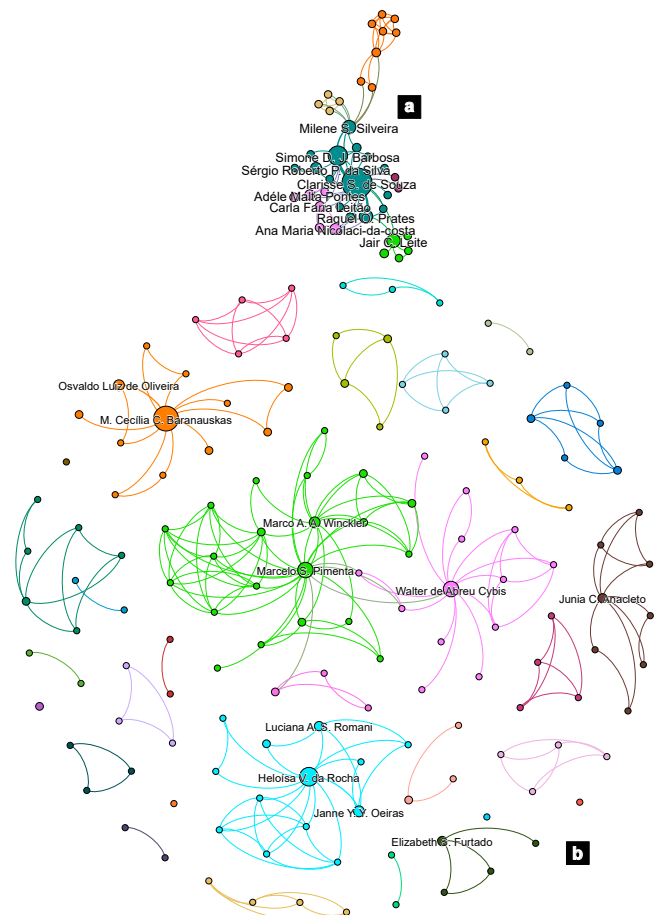 a
Milene S. Silveira
Simone D. J. Barbosa
Sérgio Roberto P. da Silva
Clarisse S. de Souza
Adéle Malta Pontes
Carla Faria Leitão
Raquel O. Prates
Ana Maria Nicolaci-da-costa
Jair C. Leite
Osvaldo Luiz de Oliveira
M. Cecília C. Baranauskas
Marco A. A. Winckler
Marcelo S. Pimenta
Walter de Abreu Cybis
Junia C. Anacleto
Luciana A. S. Romani
Heloísa V. da Rocha
Janne Y. Y. Oeiras
Elizabeth S. Furtado
b